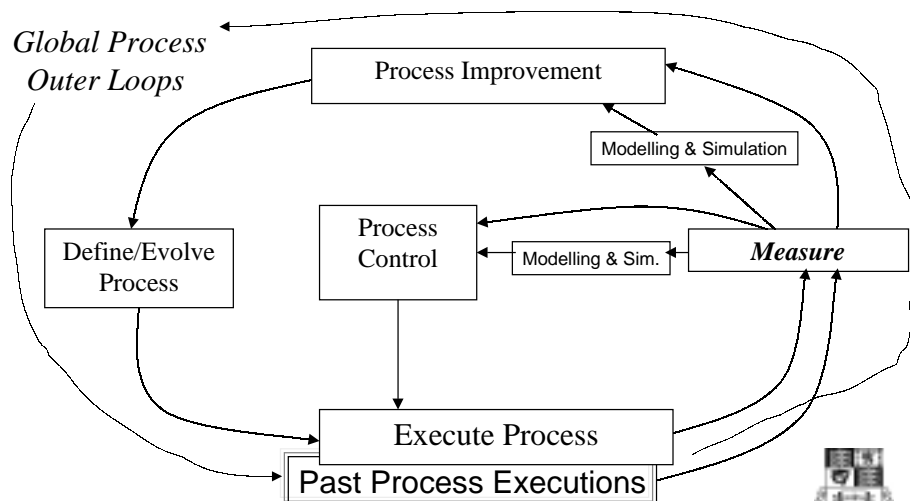 Global Process
Outer Loops
Process Improvement
Modelling & Simulation
Process
Control
Define/Evolve
Process
Modelling & Sim.
Measure
Execute Process
Past Process Executions